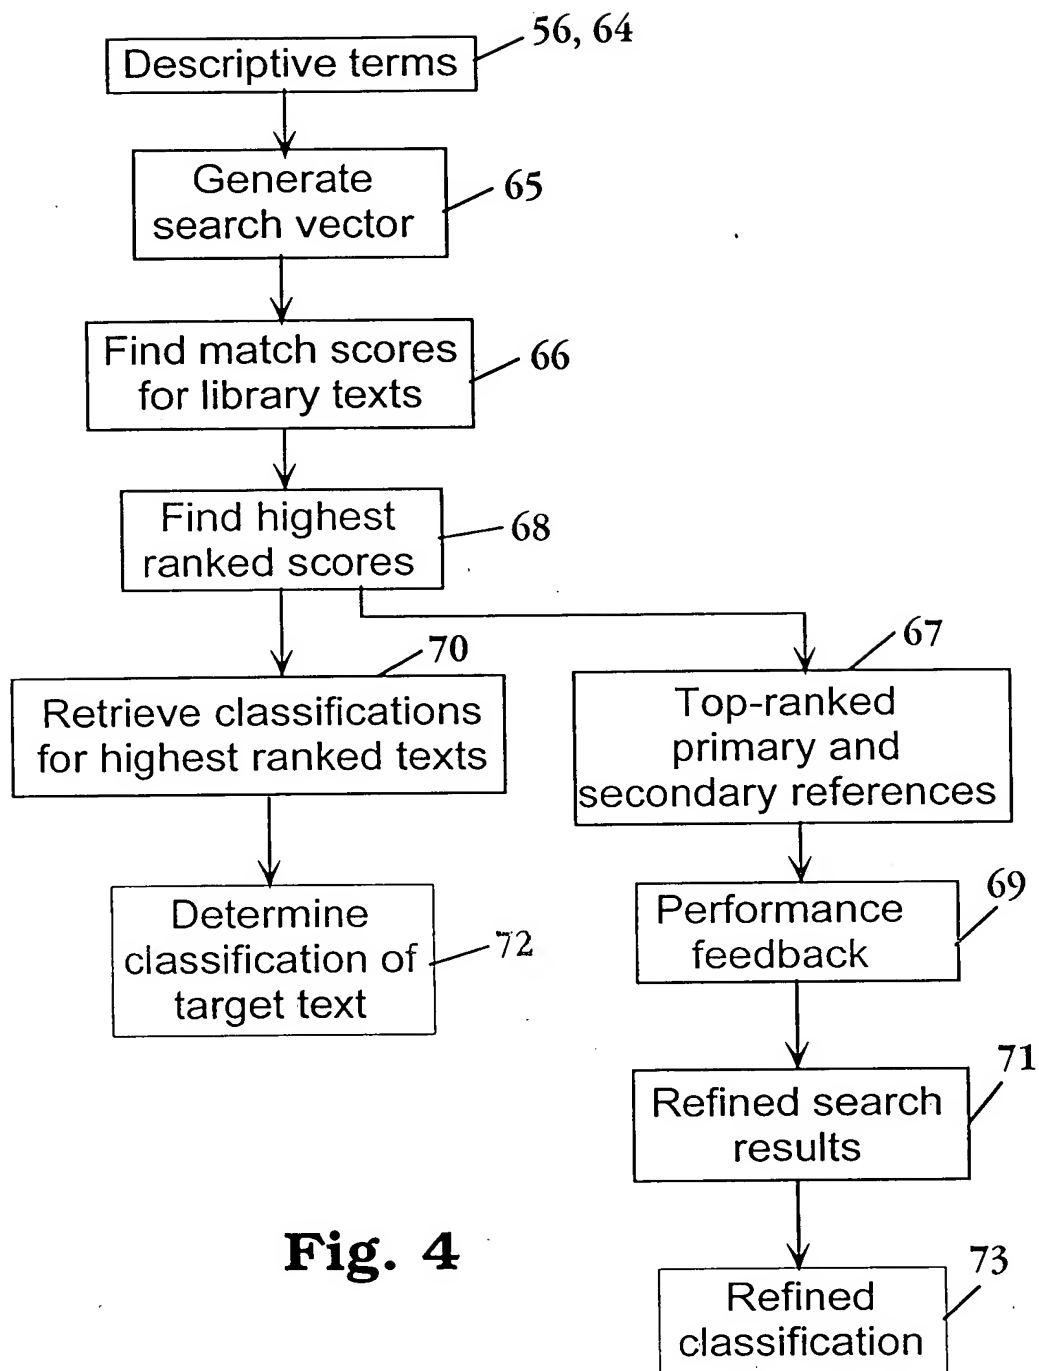 56, 64
Descriptive terms
Generate
search vector
65
Find match scores
for library texts
66
Find highest
ranked scores
68
70
Retrieve classifications
for highest ranked texts
67
Top-ranked
primary and
secondary references
Determine
classification of
target text
72
69
Performance
feedback
71
Refined search
results
Fig. 4
73
Refined
classification